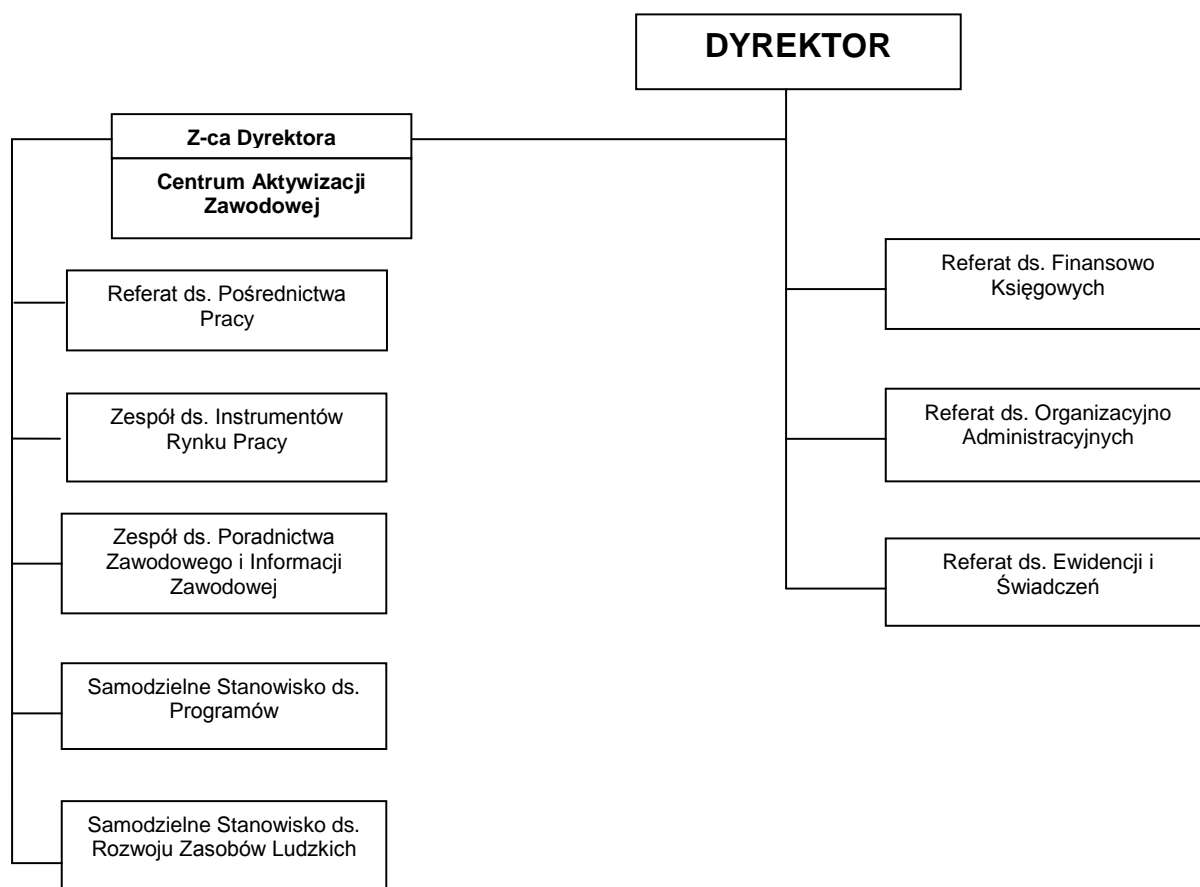 DYREKTOR
Z-ca Dyrektora
Centrum Aktywizacji
Zawodowej
Referat ds. Pośrednictwa
Pracy
Zespół ds. Instrumentów
Rynku Pracy
Zespół ds. Poradnictwa
Zawodowego i Informacji
Zawodowej
Samodzielne Stanowisko ds.
Programów
Samodzielne Stanowisko ds.
Rozwoju Zasobów Ludzkich
Referat ds. Finansowo
Księgowych
Referat ds. Organizacyjno
Administracyjnych
Referat ds. Ewidencji i
Świadczeń